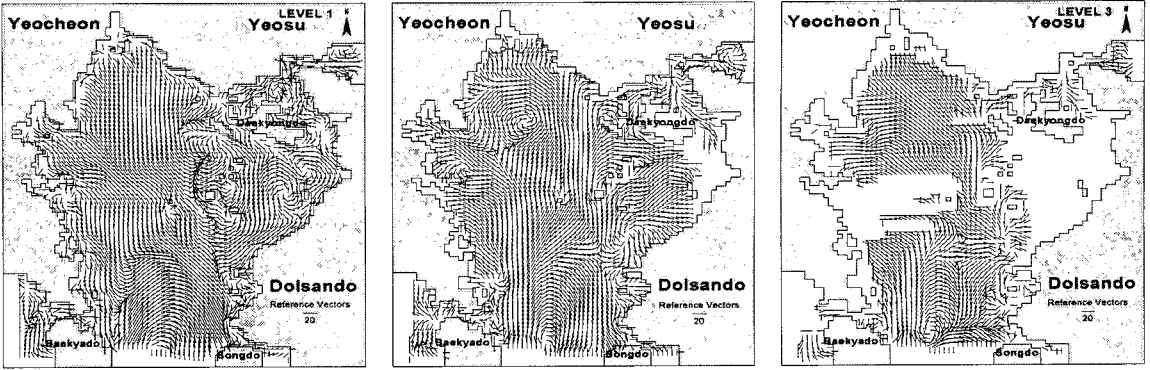 LEVEL 1
Yeocheon Yeosu
Daekyongdo
Dolsando
Reference Vectors
20
Baekyado
Songdo
Yeocheon Yeosu
Daekyongdo
Dolsando
Reference Vectors
20
Baekyado
Songdo
LEVEL 3
Yeocheon Yeosu
Daekyongdo
Dolsando
Reference Vectors
20
Baekyado
Songdo